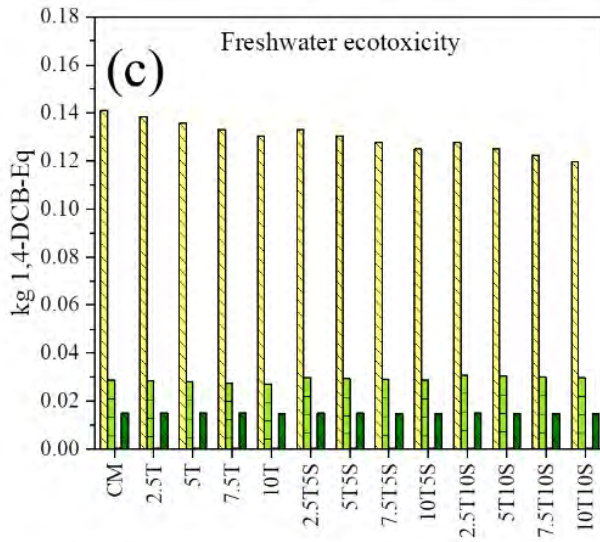 Freshwater ecotoxicity
(c)
kg 1,4-DCB-Eq
0.18
0.16
0.14
0.12
0.10
0.08
0.06
0.04
0.02
0.00
CM
2.5T
5T
7.5T
10T
2.5T5S
5T5S
7.5T5S
10T5S
2.5T10S
5T10S
7.5T10S
10T10S